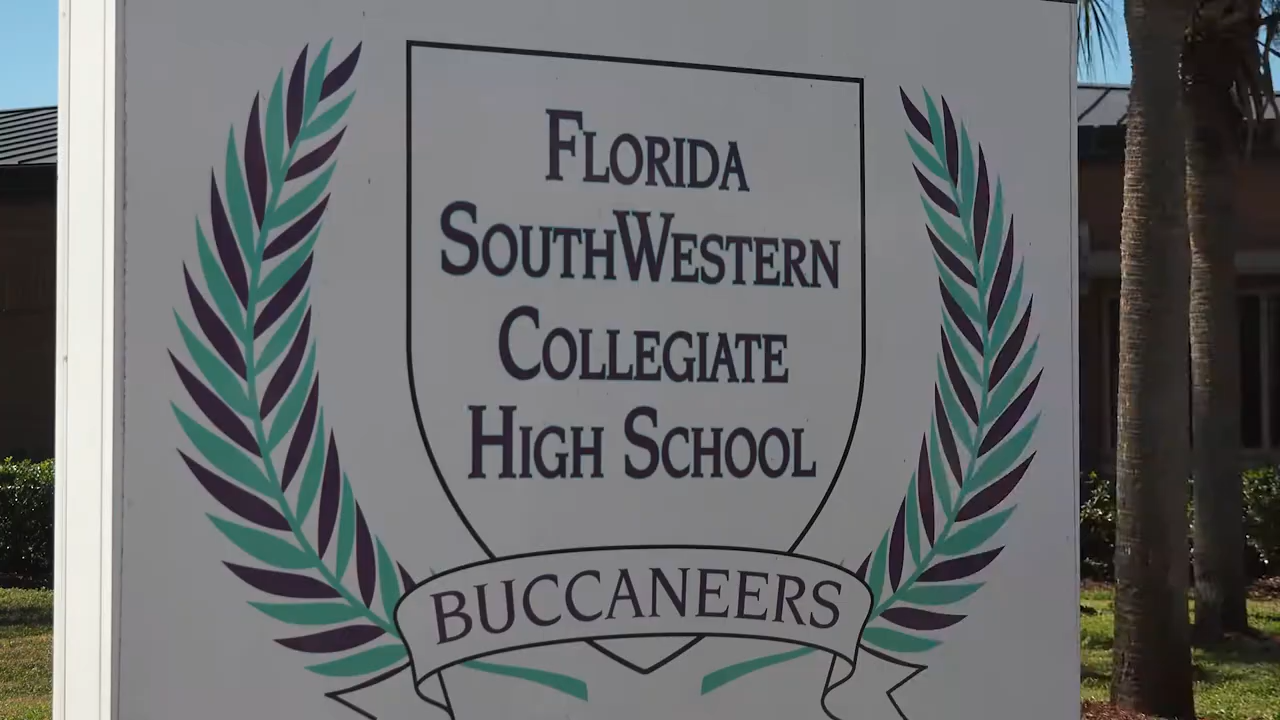 Florida
SouthWestern
Collegiate
High School
BUCCANEERS